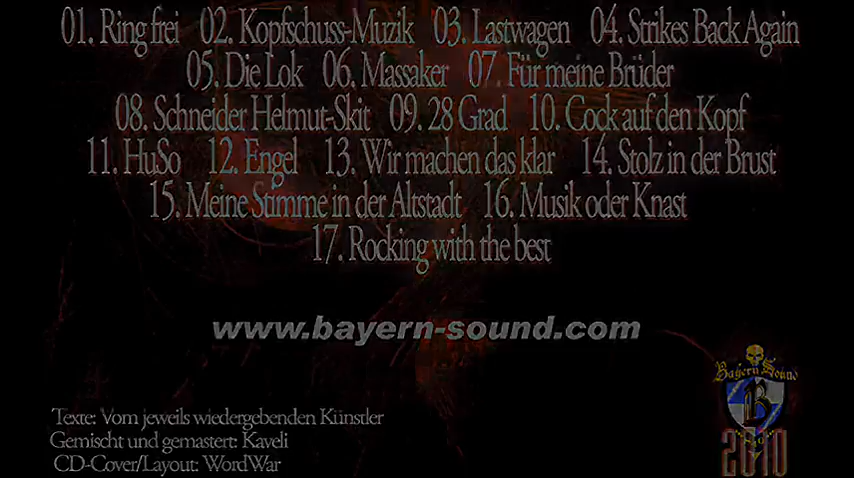 01. Ring frei 02. Kopfschuss-Muzik 03. Lastwagen 04. Strikes Back Again
05. Die Lok 06. Massaker 07. Für meine Brüder
08. Schneider Helmut-Skit 09. 28 Grad 10. Cock auf den Kopf
11. HuSo 12. Engel 13. Wir machen das klar 14. Stolz in der Brust
15. Meine Stimme in der Altstadt 16. Musik oder Knast
17. Rocking with the best
www.bayern-sound.com
Bayern Sound
B
2010
Texte: Vom jeweils wiedergebenden Künstler
Gemischt und gemastert: Kaveli
CD-Cover/Layout: WordWar